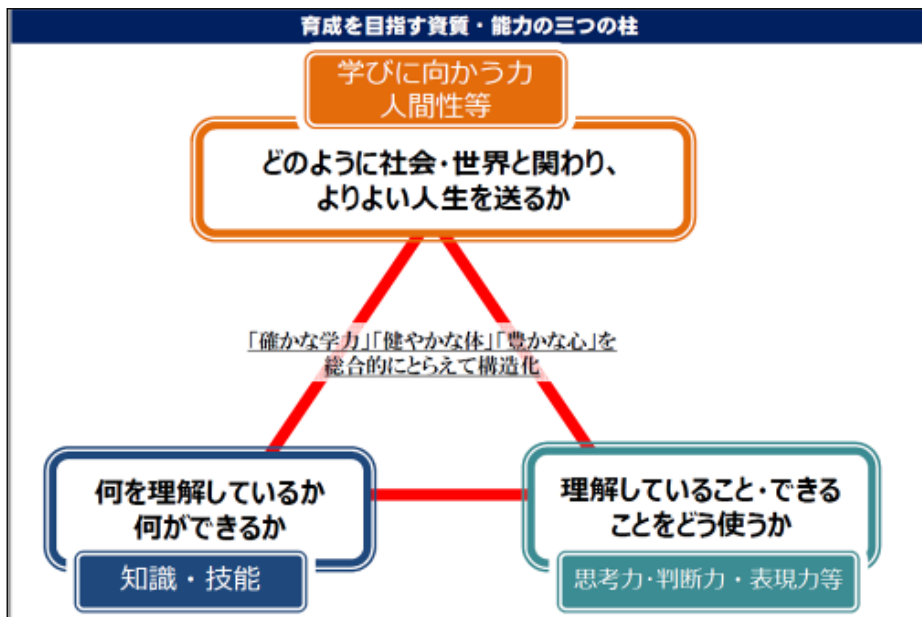 育成を目指す資質・能力の三つの柱
学びに向かう力
人間性等
どのように社会・世界と関わり、
よりよい人生を送るか
「確かな学力」「健やかな体」「豊かな心」を
総合的にとらえて構造化
何を理解しているか
何ができるか
知識・技能
理解していること・できる
ことをどう使うか
思考力・判断力・表現力等